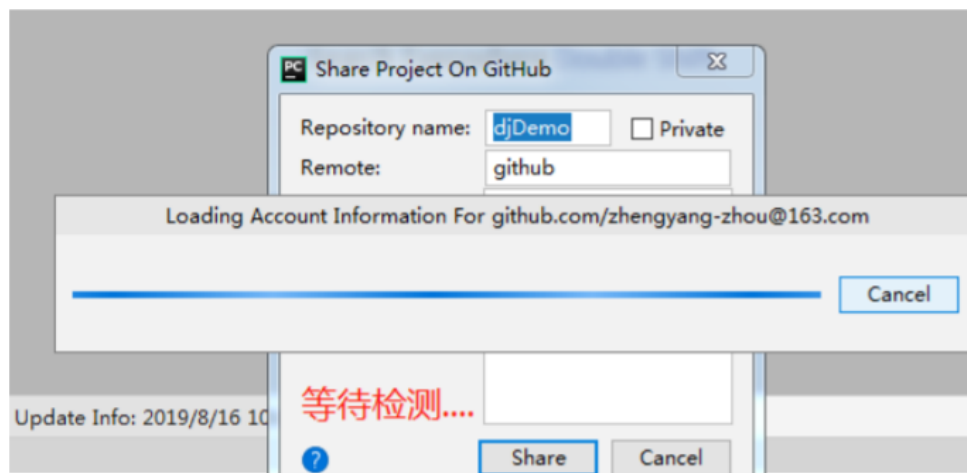 PC Share Project On GitHub
Repository name: djDemo Private
Remote: github
Loading Account Information For github.com/zhengyang-zhou@163.com
Cancel
等待检测....
Update Info: 2019/8/16 10
? Share Cancel